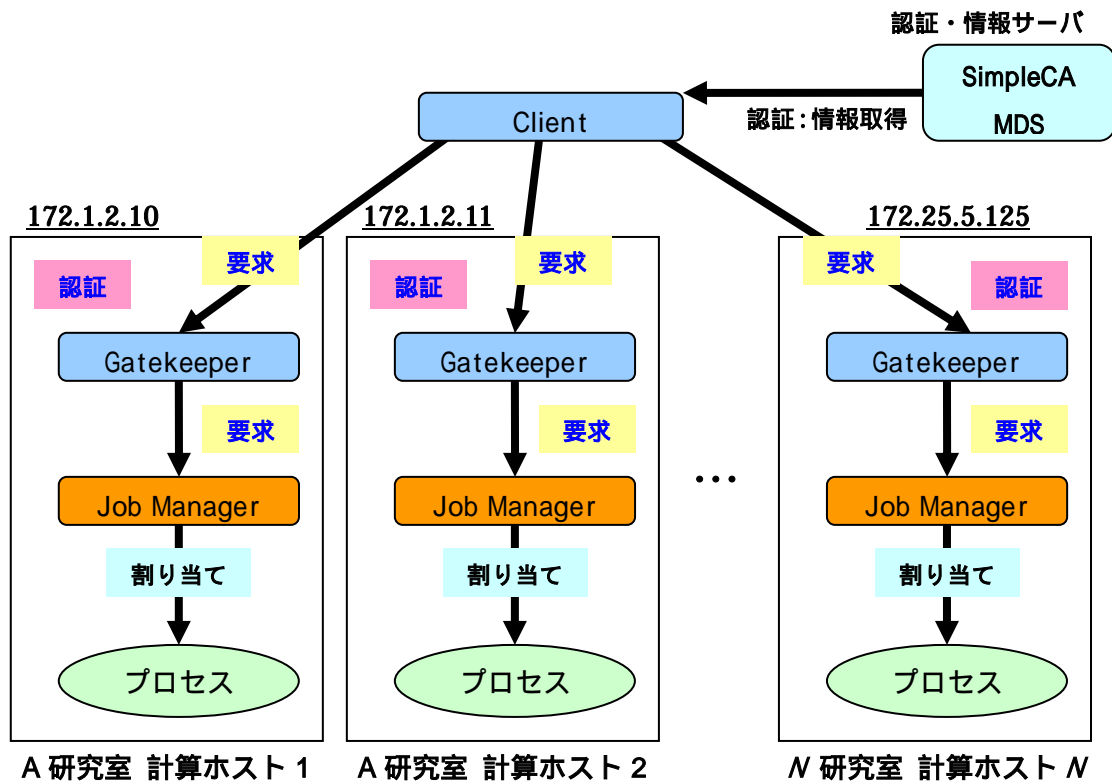 認証・情報サーバ
SimpleCA
MDS
認証:情報取得
Client
172.1.2.10
172.1.2.11
172.25.5.125
要求
認証
Gatekeeper
要求
Job Manager
割り当て
プロセス
A 研究室 計算ホスト 1
要求
認証
Gatekeeper
要求
Job Manager
割り当て
プロセス
A 研究室 計算ホスト 2
…
要求
認証
Gatekeeper
要求
Job Manager
割り当て
プロセス
N 研究室 計算ホスト N